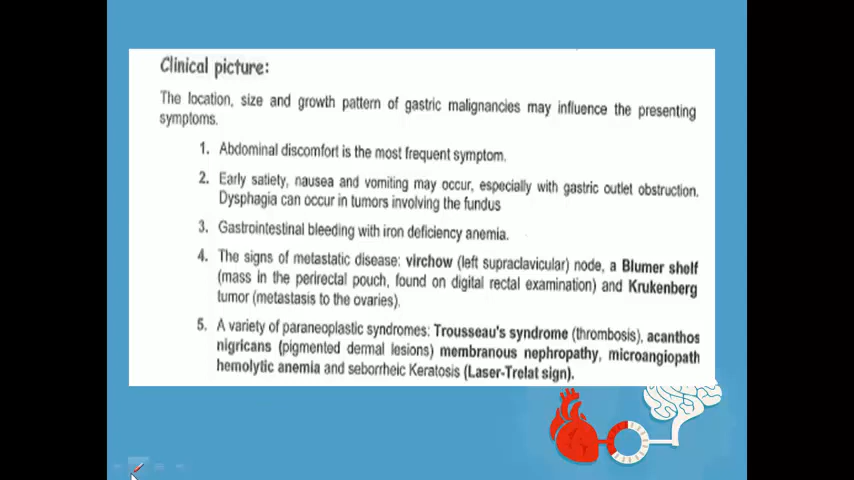 Clinical picture:
The location, size and growth pattern of gastric malignancies may influence the presenting
symptoms.
1. Abdominal discomfort is the most frequent symptom.
2. Early satiety, nausea and vomiting may occur, especially with gastric outlet obstruction.
Dysphagia can occur in tumors involving the fundus
3. Gastrointestinal bleeding with iron deficiency anemia.
4. The signs of metastatic disease: virchow (left supraclavicular) node, a Blumer shelf
(mass in the perirectal pouch, found on digital rectal examination) and Krukenberg
tumor (metastasis to the ovaries).
5. A variety of paraneoplastic syndromes: Trousseau's syndrome (thrombosis), acanthos
nigricans (pigmented dermal lesions) membranous nephropathy, microangiopath
hemolytic anemia and seborrheic Keratosis (Laser-Trelat sign).